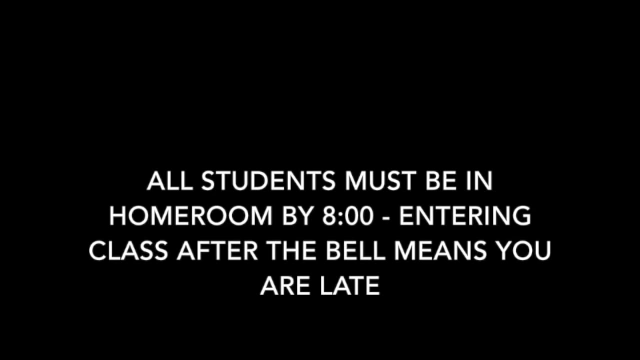 ALL STUDENTS MUST BE IN
HOMEROOM BY 8:00 - ENTERING
CLASS AFTER THE BELL MEANS YOU
ARE LATE